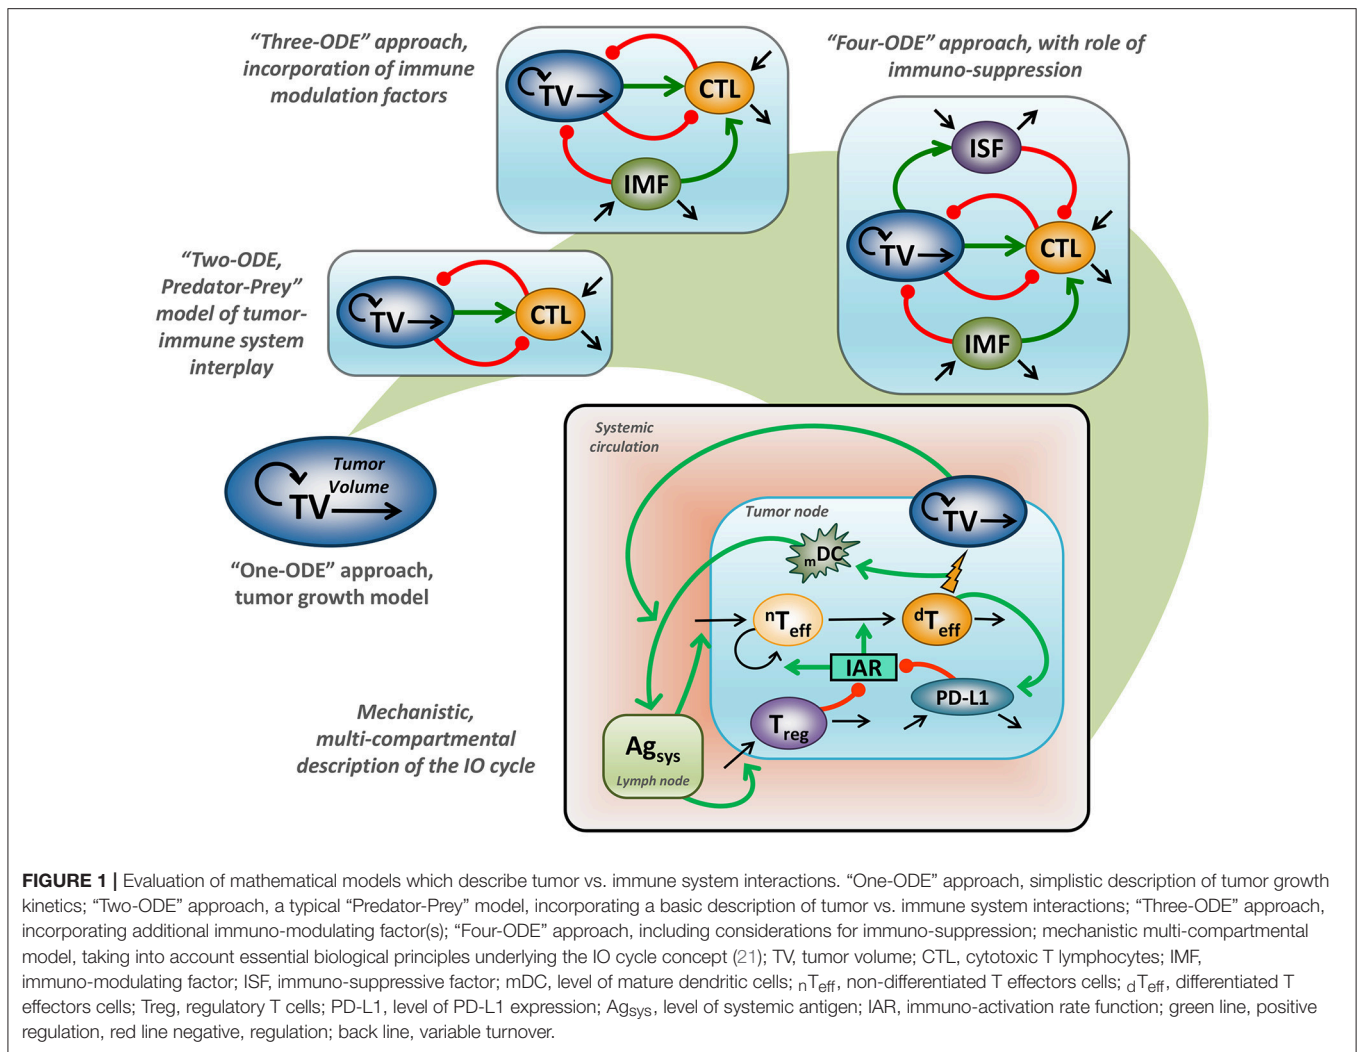 “Three-ODE” approach,
incorporation of immune
modulation factors
TV
CTL
IMF
“Four-ODE” approach, with role of
immuno-suppression
ISF
TV
CTL
IMF
“Two-ODE,
Predator-Prey”
model of tumor-
immune system
interplay
TV
CTL
Tumor
Volume
TV
“One-ODE” approach,
tumor growth model
Systemic
circulation
Tumor node
TV
mDC
nTeff
dTeff
IAR
PD-L1
Treg
Agsys
Lymph node
Mechanistic,
multi-compartmental
description of the IO cycle
FIGURE 1 | Evaluation of mathematical models which describe tumor vs. immune system interactions. “One-ODE” approach, simplistic description of tumor growth
kinetics; “Two-ODE” approach, a typical “Predator-Prey” model, incorporating a basic description of tumor vs. immune system interactions; “Three-ODE” approach,
incorporating additional immuno-modulating factor(s); “Four-ODE” approach, including considerations for immuno-suppression; mechanistic multi-compartmental
model, taking into account essential biological principles underlying the IO cycle concept (21); TV, tumor volume; CTL, cytotoxic T lymphocytes; IMF,
immuno-modulating factor; ISF, immuno-suppressive factor; mDC, level of mature dendritic cells; nTeff, non-differentiated T effectors cells; dTeff, differentiated T
effectors cells; Treg, regulatory T cells; PD-L1, level of PD-L1 expression; Agsys, level of systemic antigen; IAR, immuno-activation rate function; green line, positive
regulation, red line negative, regulation; back line, variable turnover.